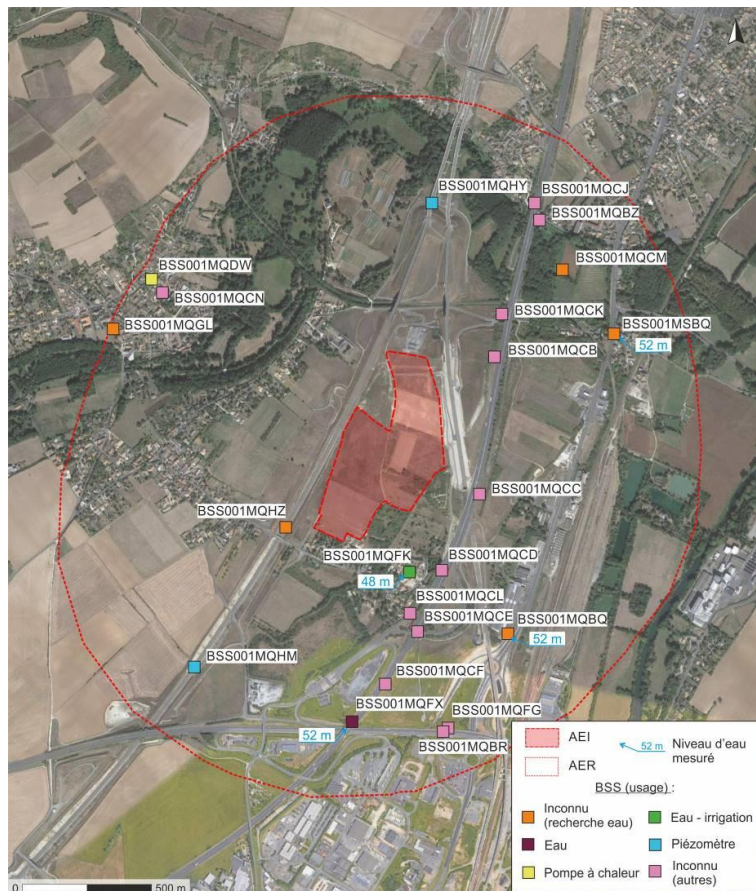 BSS001MQHY
BSS001MQCJ
BSS001MQBZ
BSS001MQDW
BSS001MQCM
BSS001MQCN
BSS001MQCK
BSS001MQGL
BSS001MSBQ
52 m
BSS001MQCB
BSS001MQCC
BSS001MQHZ
BSS001MQFK
BSS001MQCD
48 m
BSS001MQCL
BSS001MQCE
BSS001MQBQ
52 m
BSS001MQHM
BSS001MQCF
BSS001MQFX
BSS001MQFG
52 m
BSS001MQBR
AEI
AER
52 m
Niveau d'eau
mesuré
BSS (usage) :
Inconnu
(recherche eau)
Eau - irrigation
Eau
Piézomètre
Pompe à chaleur
Inconnu
(autres)
0
500 m